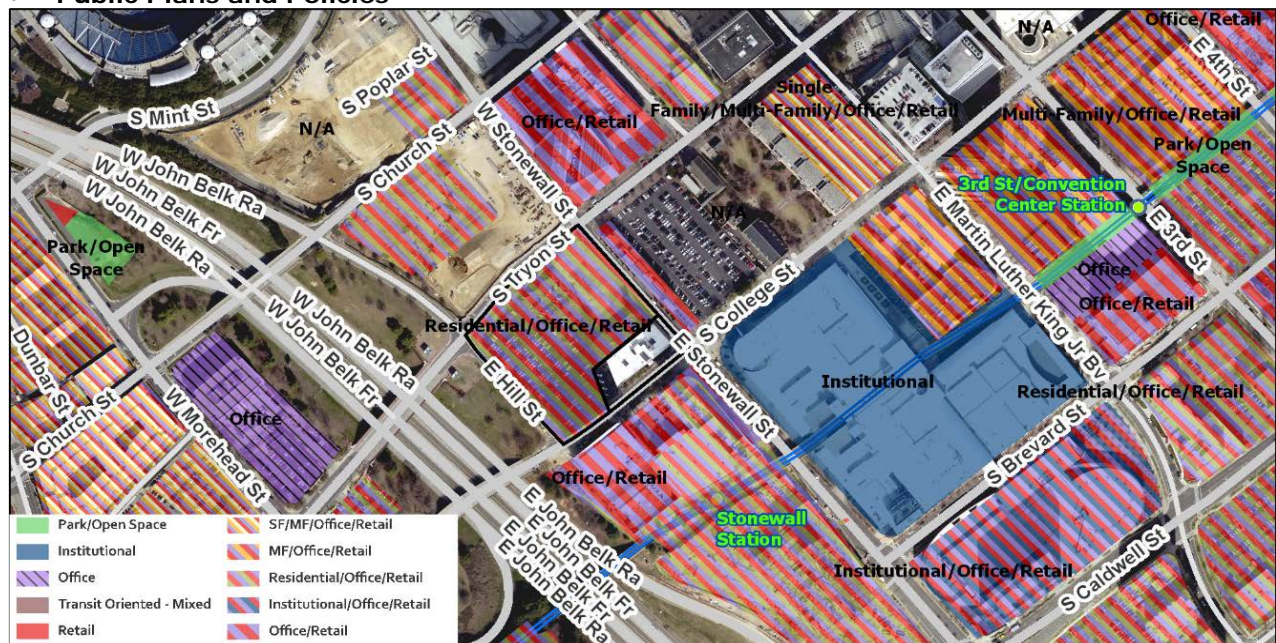 Public Plans and Policies
Office/Retail
N/A
E 4th St
S Poplar St
S Mint St
N/A
Single
Family/Multi-Family/Office/Retail
Multi-Family/Office/Retail
W Stonewall St
Office/Retail
S Church St
Park/Open
Space
W John Belk Ra
W John Belk Fr
W John Belk Ra
3rd St/Convention
Center Station
E 3rd St
N/A
E Martin Luther King Jr Bv
Park/Open
Space
S Tryon St
Office
Office/Retail
S College St
Residential/Office/Retail
W John Belk Ra
W John Belk Fr
E Stonewall St
Institutional
Residential/Office/Retail
Dunbar St
E Hill St
S Church St
W Morehead St
Office
S Brevard St
Office/Retail
Stonewall
Station
E John Belk Ra
E John Belk Fr
E John Belk Fr
E John Belk Ra
Institutional/Office/Retail
S Caldwell St
Park/Open Space
Institutional
Office
Transit Oriented - Mixed
Retail
SF/MF/Office/Retail
MF/Office/Retail
Residential/Office/Retail
Institutional/Office/Retail
Office/Retail